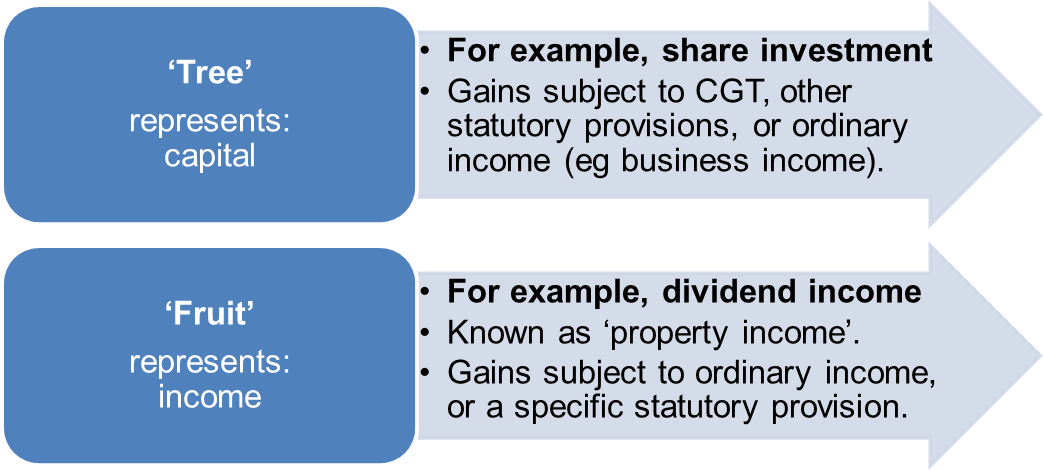 ‘Tree’
represents:
capital
• For example, share investment
• Gains subject to CGT, other
statutory provisions, or ordinary
income (eg business income).
‘Fruit’
represents:
income
• For example, dividend income
• Known as ‘property income’.
• Gains subject to ordinary income,
or a specific statutory provision.